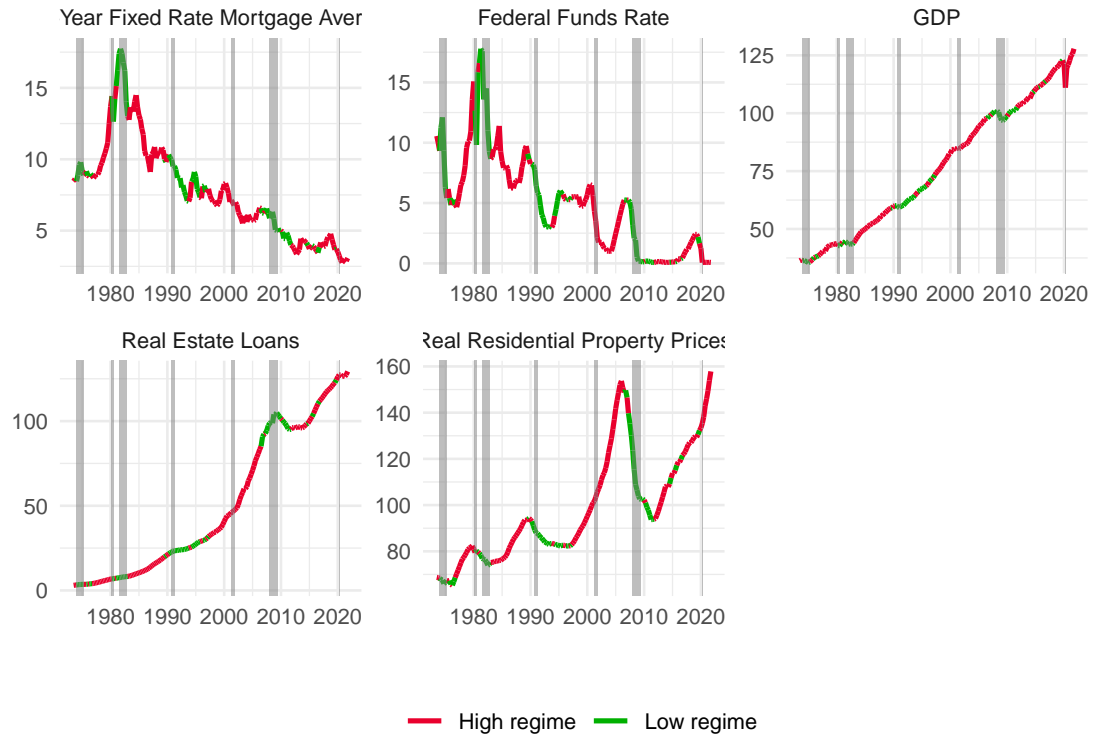 Year Fixed Rate Mortgage Aver
Federal Funds Rate
GDP
15
10
5
1980 1990 2000 2010 2020
15
10
5
0
1980 1990 2000 2010 2020
125
100
75
50
1980 1990 2000 2010 2020
Real Estate Loans
Real Residential Property Prices
100
50
0
1980 1990 2000 2010 2020
160
140
120
100
80
1980 1990 2000 2010 2020
High regime Low regime